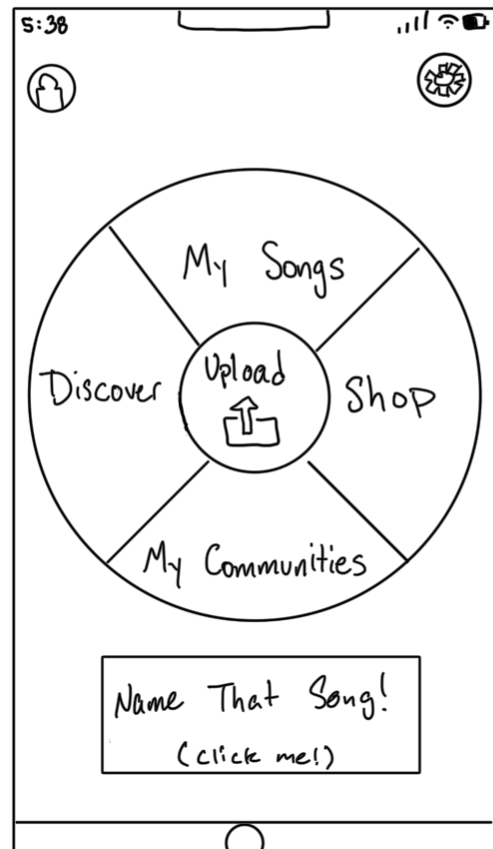 5:38
My Songs
Discover
Upload
Shop
My Communities
Name That Song!
(click me!)